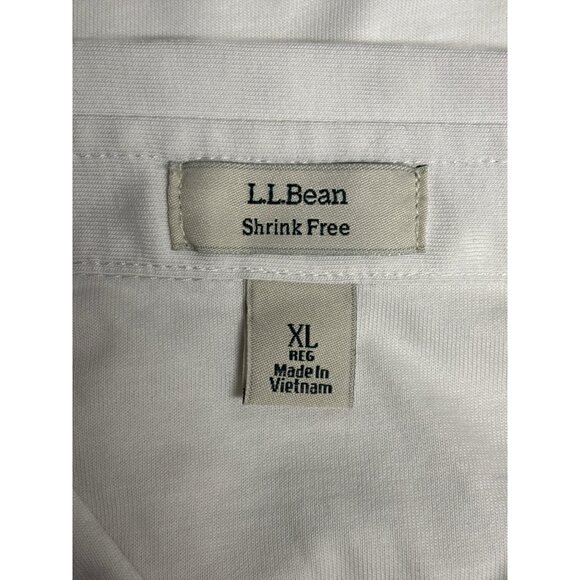 L.L.Bean
Shrink Free
XL
REG
Made In
Vietnam